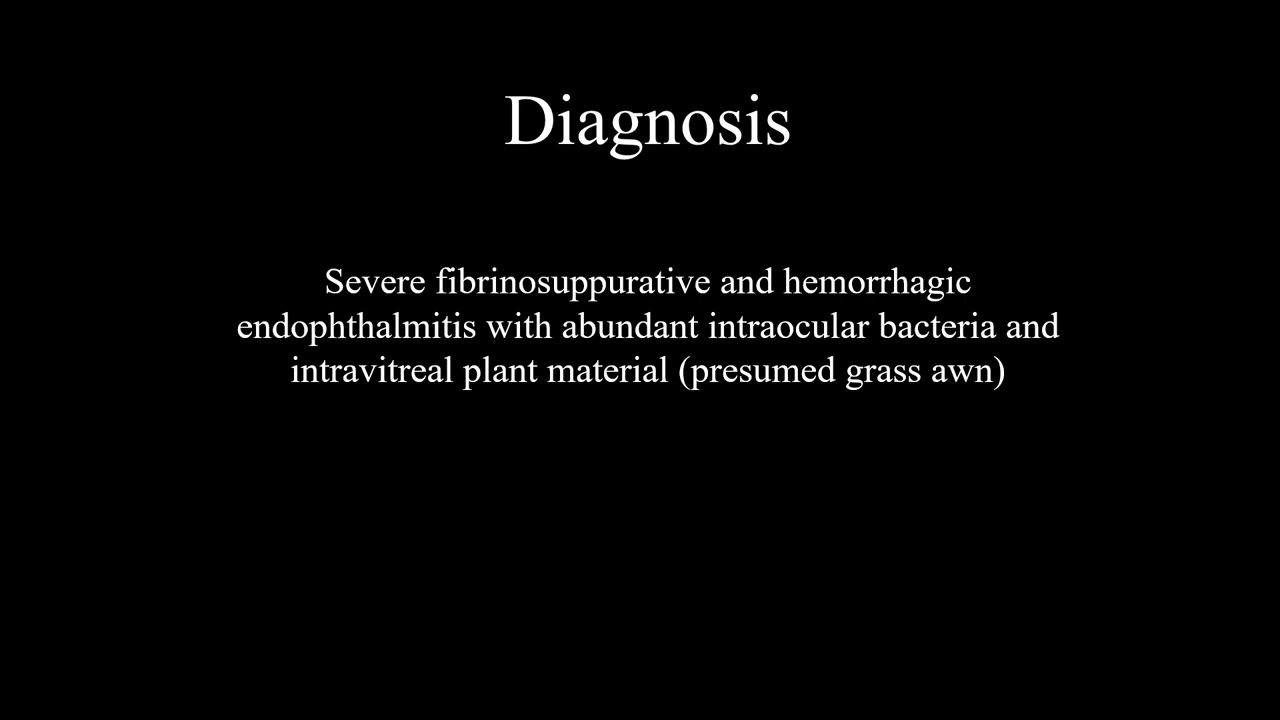 Diagnosis
Severe fibrinosuppurative and hemorrhagic
endophthalmitis with abundant intraocular bacteria and
intravitreal plant material (presumed grass awn)